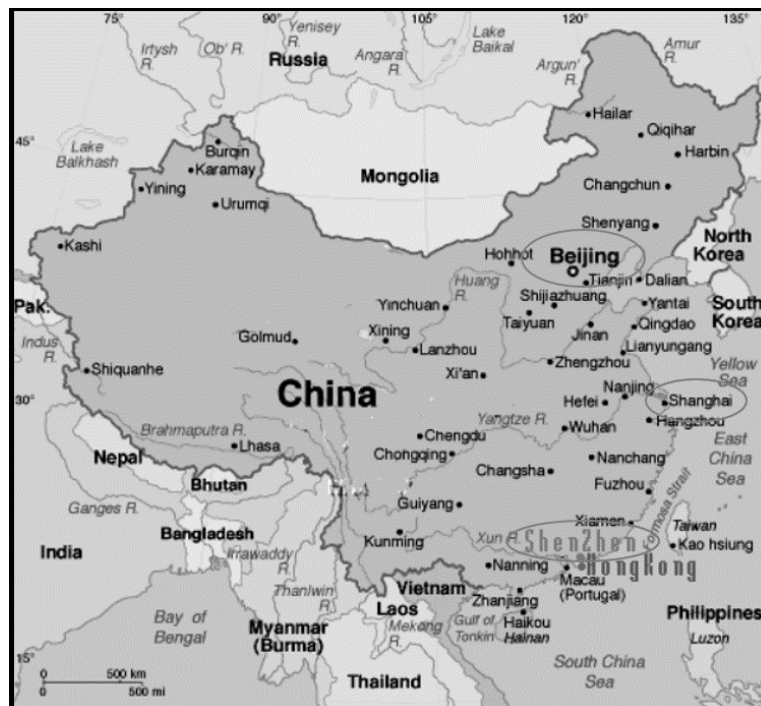 75°
90°
105°
120°
135°
Irtysh
R.
Ob' R.
Yenisey
R.
Angara
R.
Lake
Baikal
Amur
R.
Russia
Argun'
R.
Hailar
Qiqihar
Harbin
45°
Lake
Balkhash
Burqin
Karamay
Yining
Urumqi
Mongolia
Changchun
Shenyang
Kashi
Hohhot
Beijing
North
Korea
Tianjin
Dalian
Huang
R.
Shijiazhuang
Yantai
South
Korea
Pak.
Yinchuan
Taiyuan
Jinan
Qingdao
Golmud
Xining
Lanzhou
Lianyungang
Indus
R.
Zhengzhou
Yellow
Sea
Shiquanhe
Xi'an
China
Nanjing
Hefei
Shanghai
30°
Hangzhou
Brahmaputra R.
Lhasa
Yangtze R.
Wuhan
East
China
Sea
Nepal
Chengdu
Chongqing
Nanchang
Changsha
Bhutan
Fuzhou
Guiyang
Ganges R.
Formosa Strait
Bangladesh
Kunming
Xun R.
Xiamen
Taiwan
ShenZhen
Kao hsiung
India
Irrawaddy
R.
HongKong
Nanning
Macau
(Portugal)
Thanlwin
R.
Vietnam
Zhanjiang
Laos
Haikou
Hainan
Gulf of
Tonkin
Philippines
Luzon
Bay of
Bengal
Myanmar
(Burma)
Mekong
R.
15°
South China
Sea
0
500 km
0
500 mi
Thailand